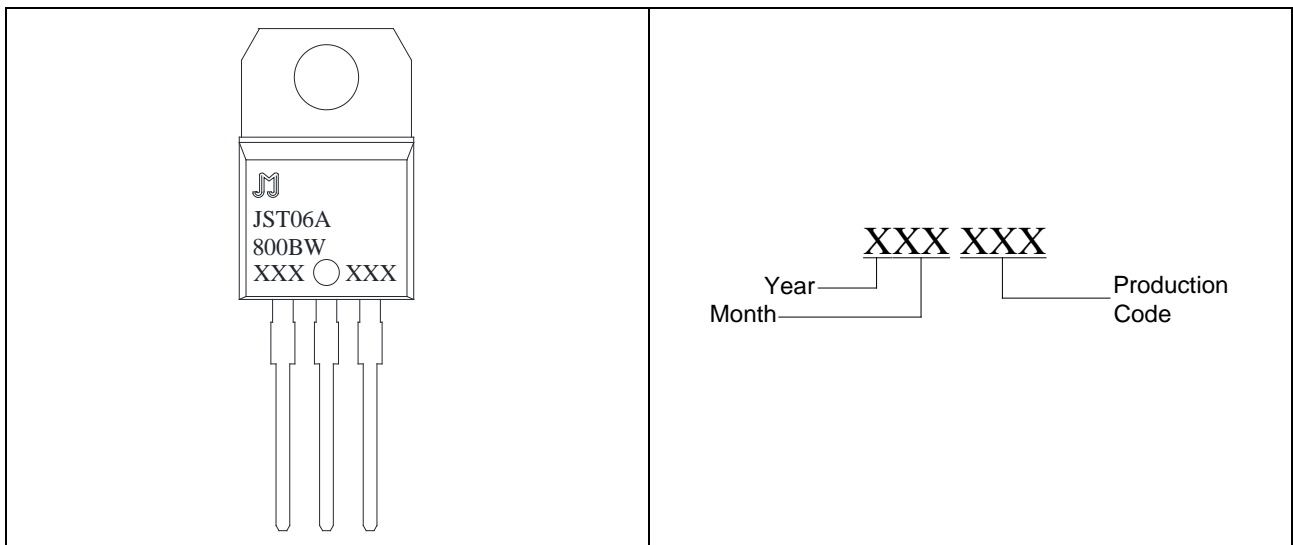 JST06A
800BW
XXX XXX
XXX XXX
Year
Month
Production
Code